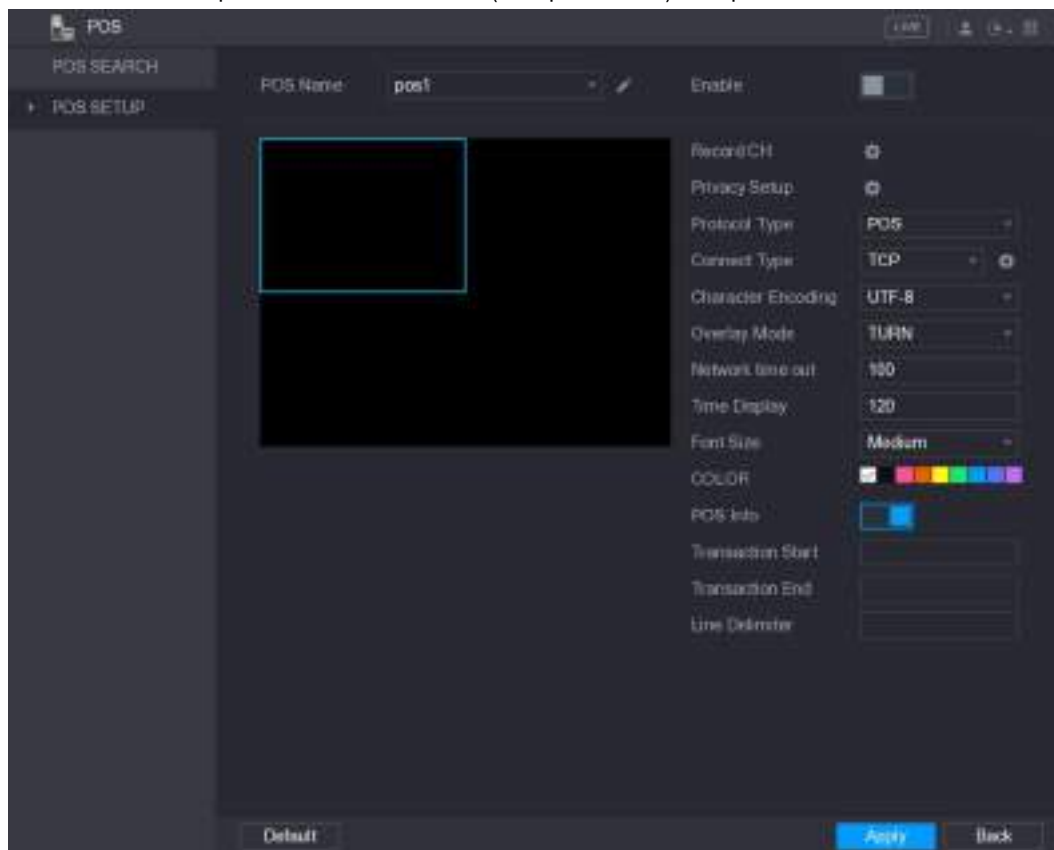 POS
LIVE
POS SEARCH
POS SETUP
POS Name
pos1
Enable
Record CH
Privacy Setup
Protocol Type
POS
Connect Type
TCP
Character Encoding
UTF-8
Overlay Mode
TURN
Network time out
100
Time Display
120
Font Size
Medium
COLOR
POS Info
Transaction Start
Transaction End
Line Delimiter
Default
Apply
Back